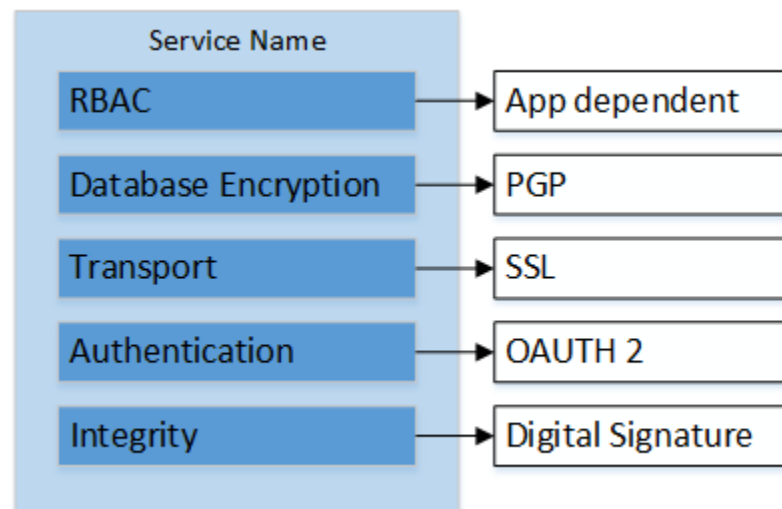 Service Name
RBAC
App dependent
Database Encryption
PGP
Transport
SSL
Authentication
OAUTH 2
Integrity
Digital Signature